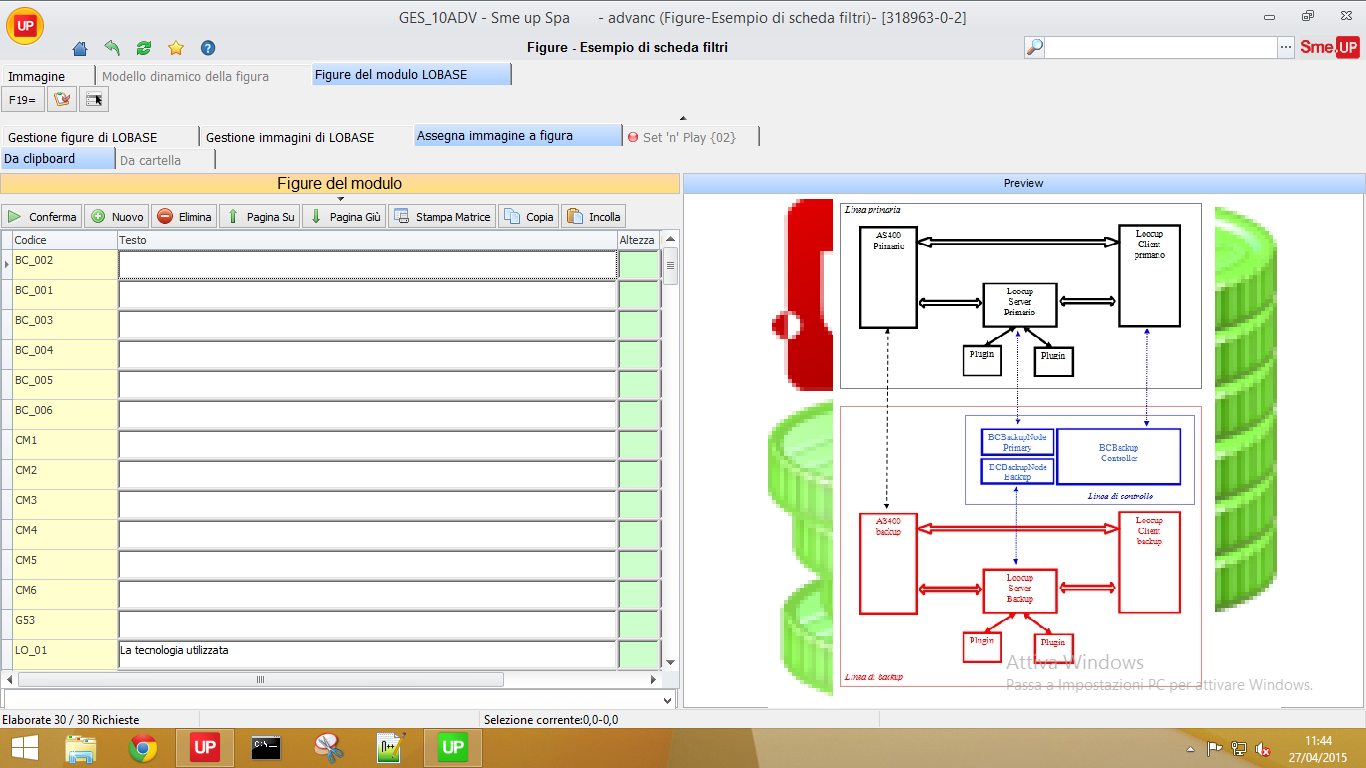 UP
GES_10ADV - Sme up Spa - advanc (Figure-Esempio di scheda filtri)- [318963-0-2]
Figure - Esempio di scheda filtri
Sme.UP
Immagine
Modello dinamico della figura
Figure del modulo LOBASE
F19=
Gestione figure di LOBASE
Gestione immagini di LOBASE
Assegna immagine a figura
Set 'n' Play {02}
Da clipboard
Da cartella
Figure del modulo
Conferma
Nuovo
Elimina
Pagina Su
Pagina Giù
Stampa Matrice
Copia
Incolla
Codice
Testo
Altezza
BC_002
BC_001
BC_003
BC_004
BC_005
BC_006
CM1
CM2
CM3
CM4
CM5
CM6
G53
LO_01
La tecnologia utilizzata
Preview
Linea primaria
AS400
Primario
Loocup
Client
primario
Loocup
Server
Primario
Plugin
Plugin
BCBackupNode
Primary
BCBackupNode
Backup
BCBackup
Controller
Linea di controllo
AS400
backup
Loocup
Client
backup
Loocup
Server
Backup
Plugin
Plugin
Linea di backup
Attiva Windows
Passa a Impostazioni PC per attivare Windows.
Elaborate 30 / 30 Richieste
Selezione corrente:0,0-0,0
UP
C:\_
UP
11:44
27/04/2015